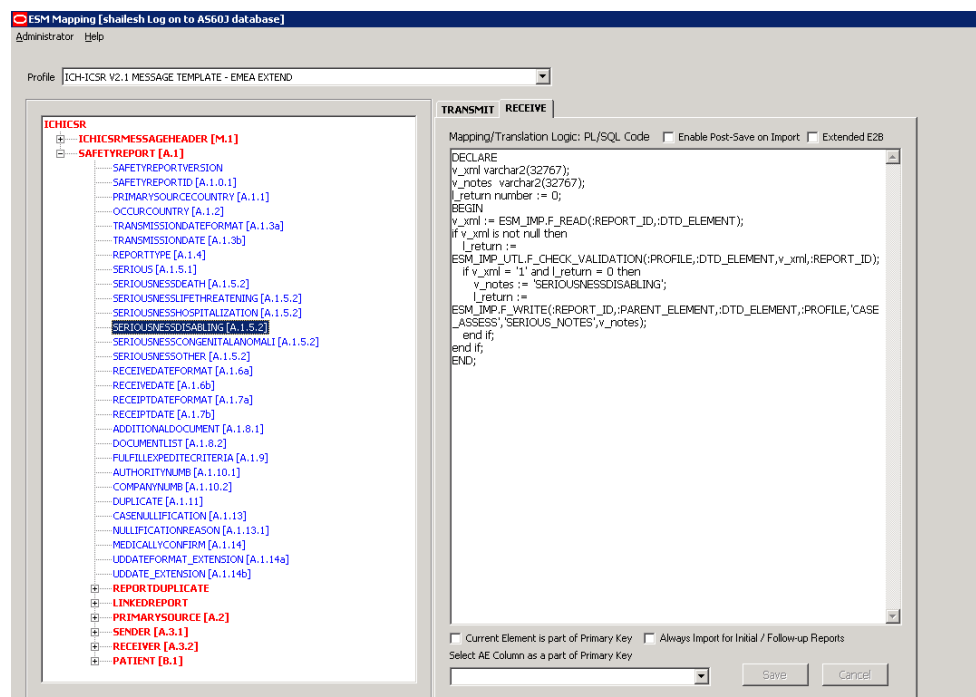 ESM Mapping [shailesh Log on to AS60J database]
Administrator Help
Profile ICH-ICSR V2.1 MESSAGE TEMPLATE - EMEA EXTEND
ICHICSR
ICHICSRMESSAGEHEADER [M.1]
SAFETYREPORT [A.1]
SAFETYREPORTVERSION
SAFETYREPORTID [A.1.0.1]
PRIMARYSOURCECOUNTRY [A.1.1]
OCCURCOUNTRY [A.1.2]
TRANSMISSIONDATEFORMAT [A.1.3a]
TRANSMISSIONDATE [A.1.3b]
REPORTTYPE [A.1.4]
SERIOUS [A.1.5.1]
SERIOUSNESSDEATH [A.1.5.2]
SERIOUSNESSLIFETHREATENING [A.1.5.2]
SERIOUSNESSHOSPITALIZATION [A.1.5.2]
SERIOUSNESSDISABLING [A.1.5.2]
SERIOUSNESSCONGENITALANOMALI [A.1.5.2]
SERIOUSNESSOTHER [A.1.5.2]
RECEIVEDATEFORMAT [A.1.6a]
RECEIVEDATE [A.1.6b]
RECEIPTDATEFORMAT [A.1.7a]
RECEIPTDATE [A.1.7b]
ADDITIONALDOCUMENT [A.1.8.1]
DOCUMENTLIST [A.1.8.2]
FULFILLEXPEDITECRITERIA [A.1.9]
AUTHORITYNUMB [A.1.10.1]
COMPANYNUMB [A.1.10.2]
DUPLICATE [A.1.11]
CASENULLIFICATION [A.1.13]
NULLIFICATIONREASON [A.1.13.1]
MEDICALLYCONFIRM [A.1.14]
UDDATEFORMAT_EXTENSION [A.1.14a]
UDDATE_EXTENSION [A.1.14b]
REPORTDUPLICATE
LINKEDREPORT
PRIMARYSOURCE [A.2]
SENDER [A.3.1]
RECEIVER [A.3.2]
PATIENT [B.1]
TRANSMIT RECEIVE
Mapping/Translation Logic: PL/SQL Code Enable Post-Save on Import Extended E2B
DECLARE
v_xml varchar2(32767);
v_notes varchar2(32767);
l_return number := 0;
BEGIN
v_xml := ESM_IMP.F_READ(:REPORT_ID,:DTD_ELEMENT);
if v_xml is not null then
l_return :=
ESM_IMP_UTL.F_CHECK_VALIDATION(:PROFILE,:DTD_ELEMENT,v_xml,:REPORT_ID);
if v_xml = '1' and l_return = 0 then
v_notes := 'SERIOUSNESSDISABLING';
l_return :=
ESM_IMP.F_WRITE(:REPORT_ID,:PARENT_ELEMENT,:DTD_ELEMENT,:PROFILE,'CASE
_ASSESS','SERIOUS_NOTES',v_notes);
end if;
end if;
END;
Current Element is part of Primary Key Always Import for Initial / Follow-up Reports
Select AE Column as a part of Primary Key
Save Cancel